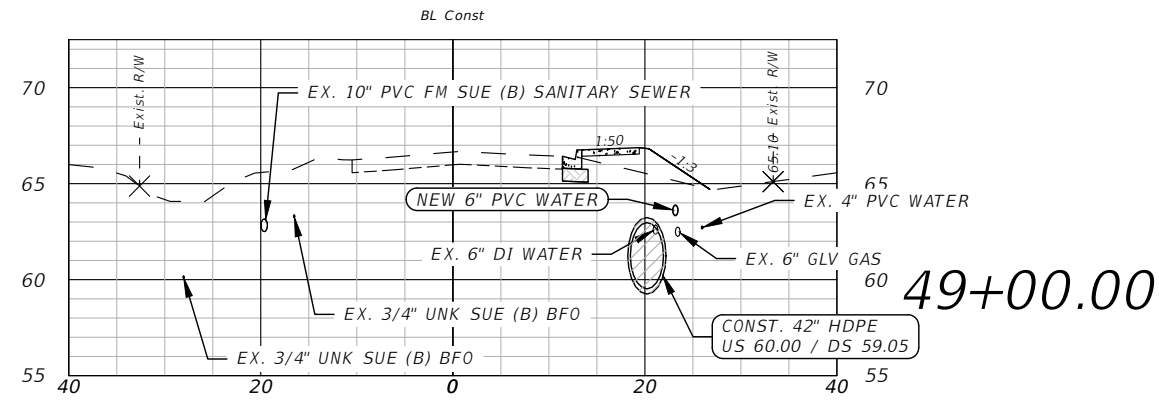 BL Const
70
Exist. R/W
EX. 10" PVC FM SUE (B) SANITARY SEWER
1:50
-1:3
65.10 Exist. R/W
70
65
65
NEW 6" PVC WATER
EX. 4" PVC WATER
EX. 6" DI WATER
EX. 6" GLV GAS
60
60
49+00.00
EX. 3/4" UNK SUE (B) BFO
CONST. 42" HDPE
US 60.00 / DS 59.05
EX. 3/4" UNK SUE (B) BFO
55
55
40
20
0
20
40